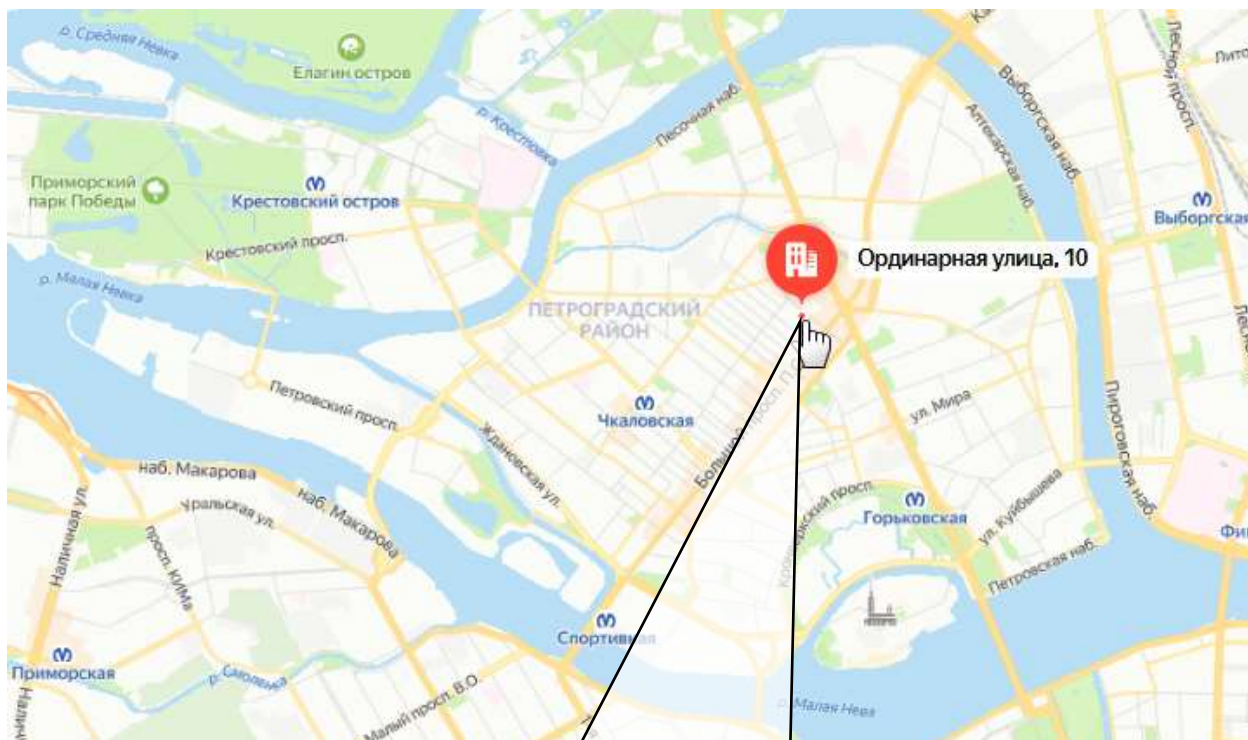 р. Средняя Невка
Елагин остров
р. Крестовка
Песочная наб.
Выборгская наб.
Аптекарская наб.
Лесной просп.
Приморский
парк Победы
Крестовский остров
Крестовский просп.
Выборгская
р. Малая Невка
Ординарная улица, 10
ПЕТРОГРАДСКИЙ
РАЙОН
Петровский просп.
Чкаловская
Ждановская ул.
Большой просп. П.С.
ул. Мира
Пироговская наб.
наб. Макарова
наб. Макарова
Уральская ул.
Наличная ул.
просп. КИМа
Кронверкский просп.
Горьковская
ул. Куйбышева
Петровская наб.
Спортивная
Приморская
р. Смоленка
Малый просп. В.О.
р. Малая Нева